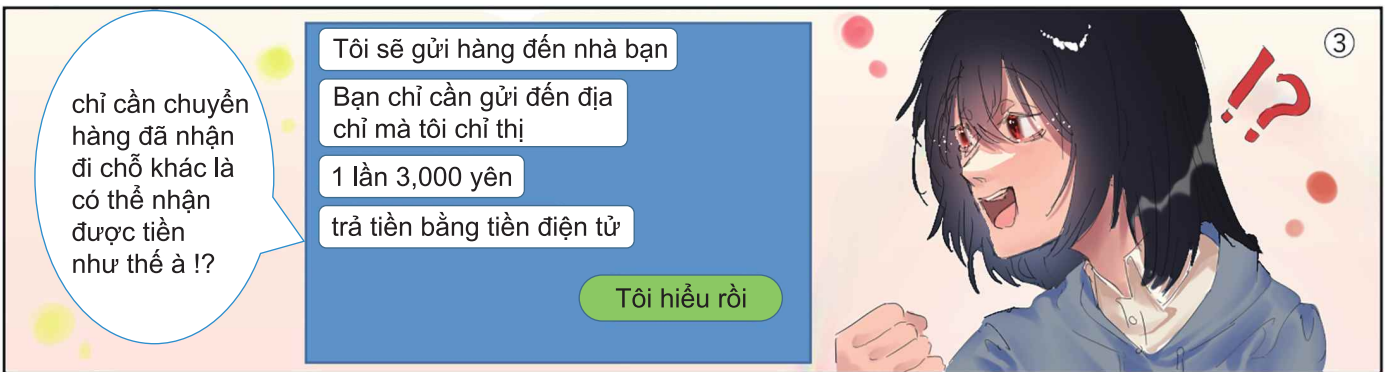 chỉ cần chuyển
hàng đã nhận
đi chỗ khác là
có thể nhận
được tiền
như thế à !?
Tôi sẽ gửi hàng đến nhà bạn
Bạn chỉ cần gửi đến địa
chỉ mà tôi chỉ thị
1 lần 3,000 yên
trả tiền bằng tiền điện tử
Tôi hiểu rồi
!?
③